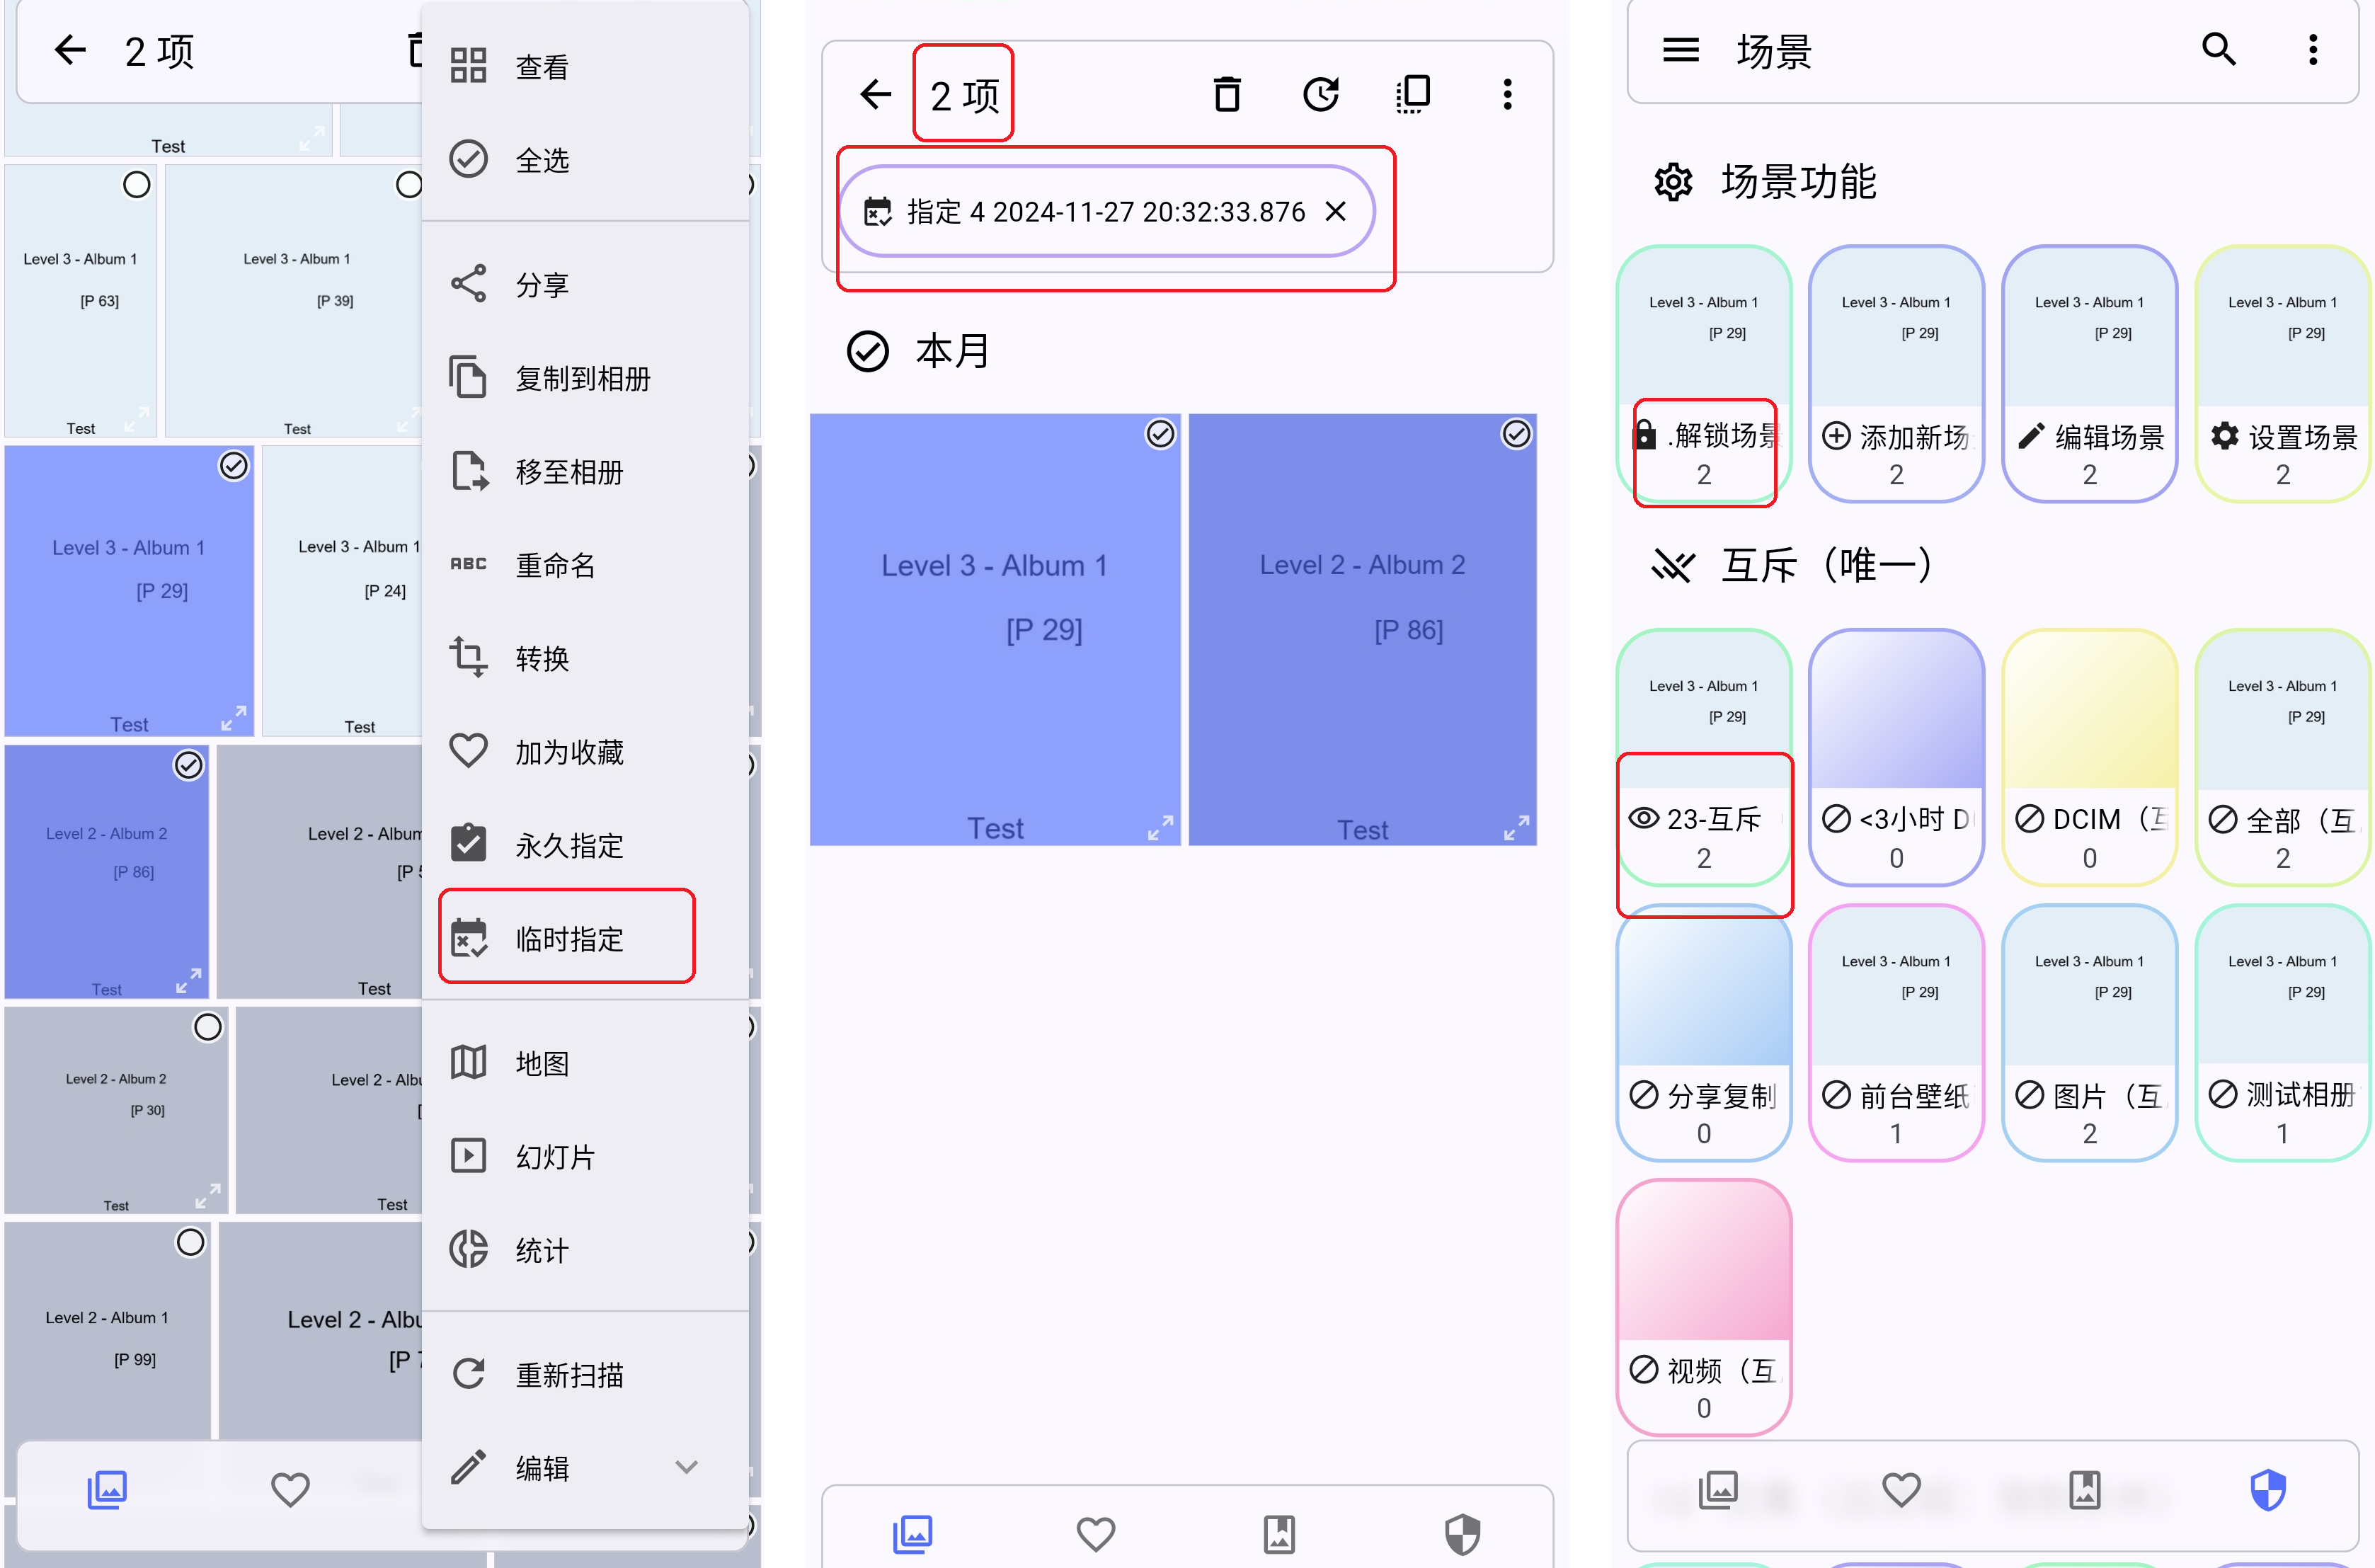 2 项
Test
Level 3 - Album 1
[P 63]
Test
Level 3 - Album 1
[P 39]
Test
Level 3 - Album 1
[P 29]
Test
Level 3 - Album 1
[P 24]
Test
Level 2 - Album 2
[P 86]
Test
Level 2 - Album
[P 5
Test
Level 2 - Album 2
[P 30]
Test
Level 2 - Albu
[
Test
Level 2 - Album 1
[P 99]
Level 2 - Albu
[P 7
查看
全选
分享
复制到相册
移至相册
ABC 重命名
转换
加为收藏
永久指定
临时指定
地图
幻灯片
统计
重新扫描
编辑
2 项
指定 4 2024-11-27 20:32:33.876
本月
Level 3 - Album 1
[P 29]
Test
Level 2 - Album 2
[P 86]
Test
场景
场景功能
Level 3 - Album 1
[P 29]
.解锁场景
2
Level 3 - Album 1
[P 29]
添加新场
2
Level 3 - Album 1
[P 29]
编辑场景
2
Level 3 - Album 1
[P 29]
设置场景
2
互斥（唯一）
Level 3 - Album 1
[P 29]
23-互斥
2
<3小时 D
0
DCIM（互
0
Level 3 - Album 1
[P 29]
全部（互
2
分享复制
0
Level 3 - Album 1
[P 29]
前台壁纸
1
Level 3 - Album 1
[P 29]
图片（互
2
Level 3 - Album 1
[P 29]
测试相册
1
视频（互
0